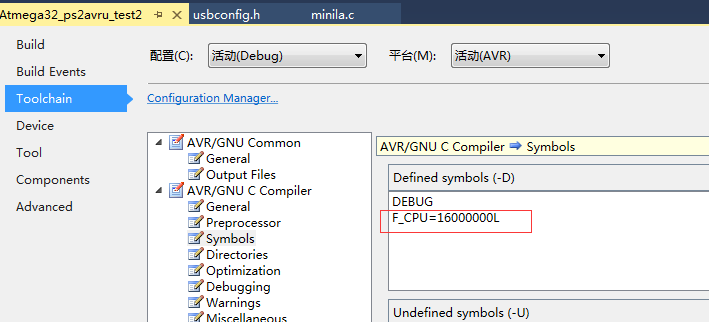 Atmega32_ps2avru_test2 usbconfig.h minila.c
Build
Build Events
Toolchain
Device
Tool
Components
Advanced
配置(C): 活动(Debug) 平台(M): 活动(AVR)
Configuration Manager...
AVR/GNU Common
General
Output Files
AVR/GNU C Compiler
General
Preprocessor
Symbols
Directories
Optimization
Debugging
Warnings
Miscellaneous
AVR/GNU C Compiler Symbols
Defined symbols (-D)
DEBUG
F_CPU=16000000L
Undefined symbols (-U)